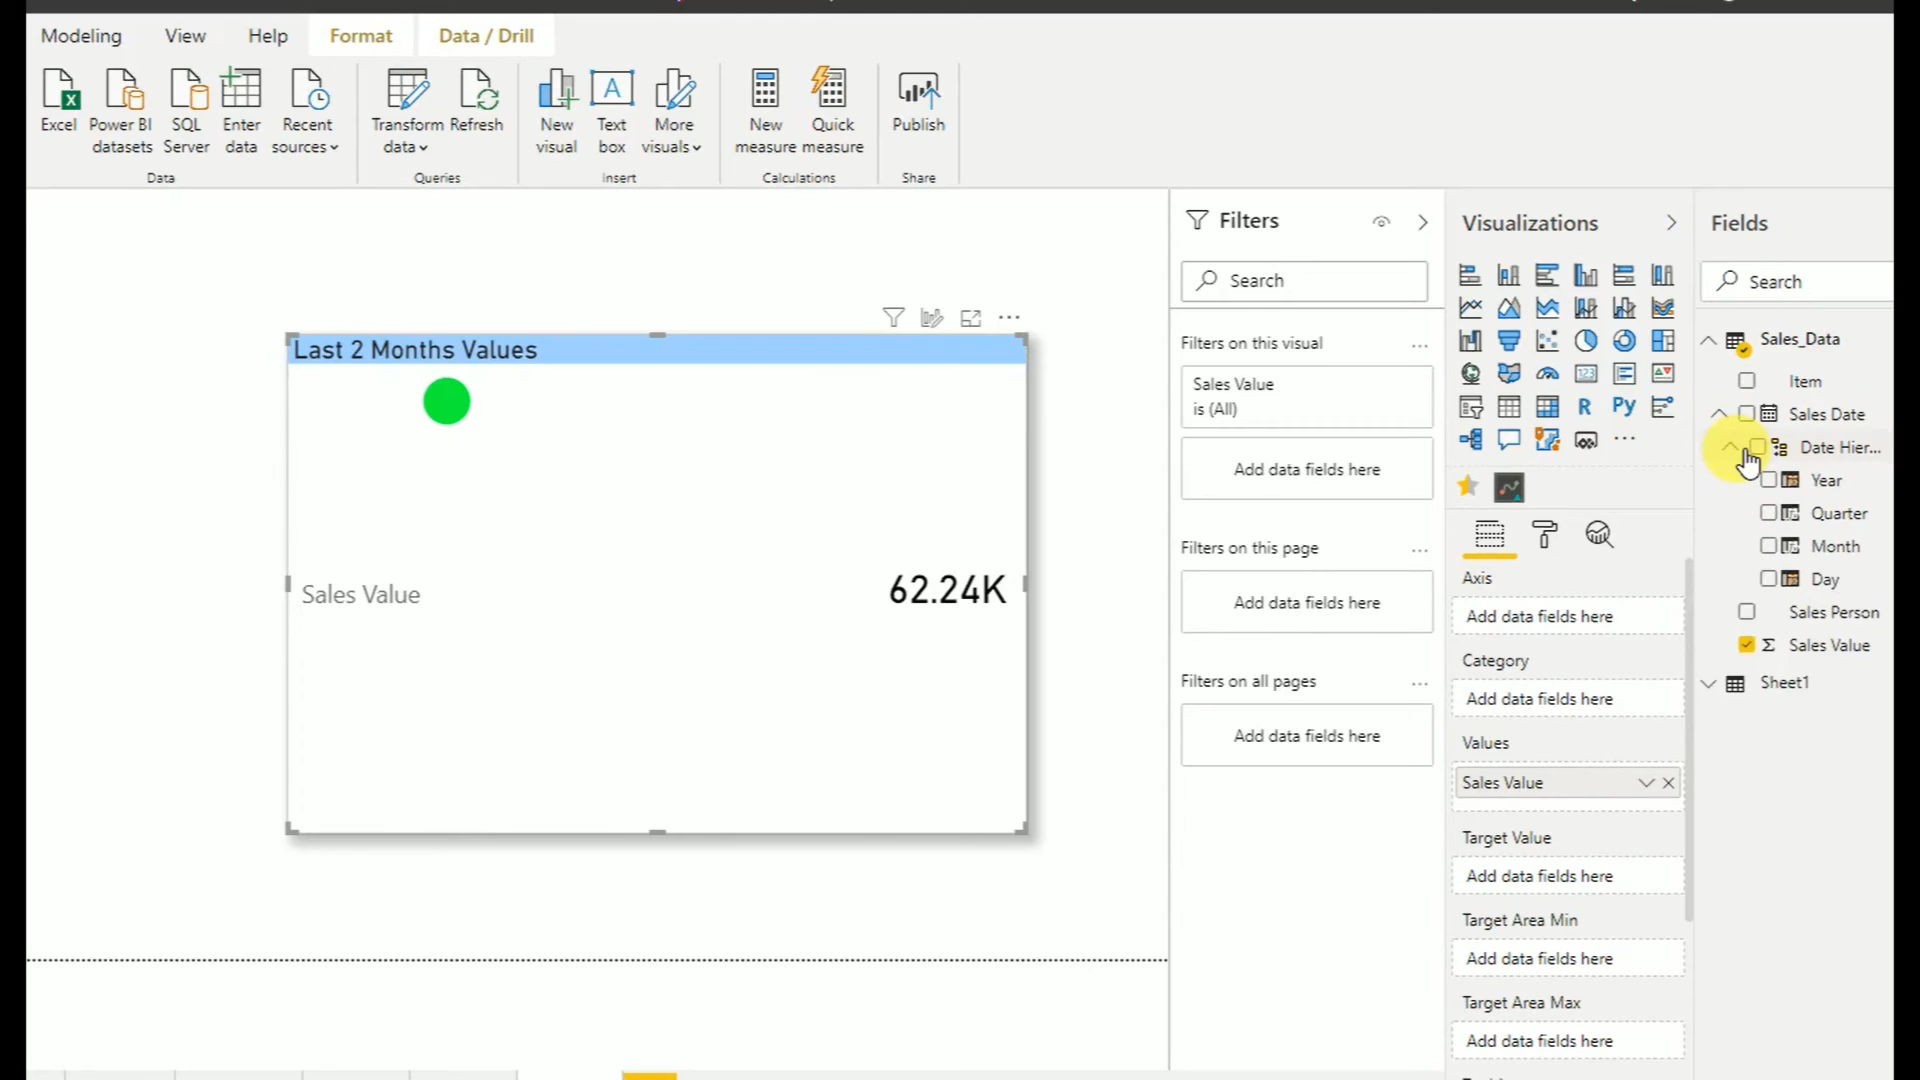 Modeling View Help Format Data / Drill
Excel Power BI datasets SQL Server Enter data Recent sources Transform data Refresh New visual Text box More visuals New measure Quick measure Publish
Data Queries Insert Calculations Share
Last 2 Months Values
Sales Value 62.24K
Filters
Search
Filters on this visual ...
Sales Value
is (All)
Add data fields here
Filters on this page ...
Add data fields here
Filters on all pages ...
Add data fields here
Visualizations
R Py
Axis
Add data fields here
Category
Add data fields here
Values
Sales Value
Target Value
Add data fields here
Target Area Min
Add data fields here
Target Area Max
Add data fields here
Fields
Search
Sales_Data
Item
Sales Date
Date Hier...
Year
Quarter
Month
Day
Sales Person
Σ Sales Value
Sheet1